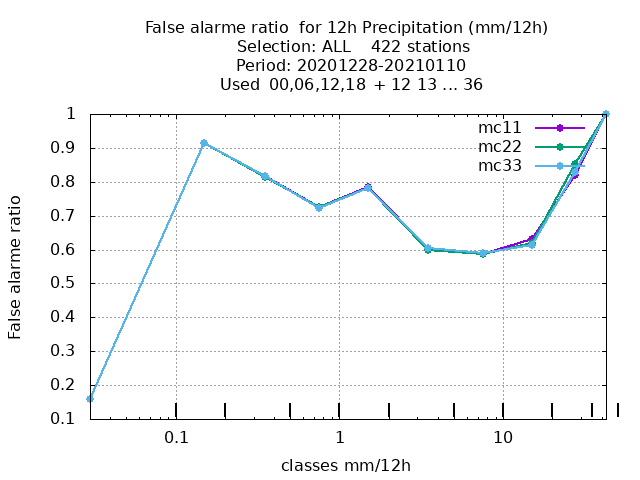 False alarme ratio  for 12h Precipitation (mm/12h)
Selection: ALL    422 stations
Period: 20201228-20210110
Used  00,06,12,18  + 12 13 ... 36
mc11
mc22
mc33
False alarme ratio
1
0.9
0.8
0.7
0.6
0.5
0.4
0.3
0.2
0.1
0.1
1
10
classes mm/12h